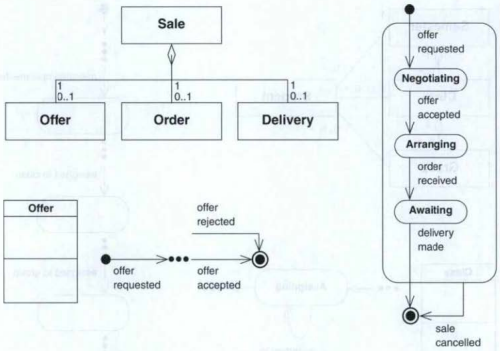 Sale
1
0..1
1
0..1
1
0..1
Offer
Order
Delivery
Offer
offer
requested
offer
rejected
offer
accepted
offer
requested
Negotiating
offer
accepted
Arranging
order
received
Awaiting
delivery
made
sale
cancelled